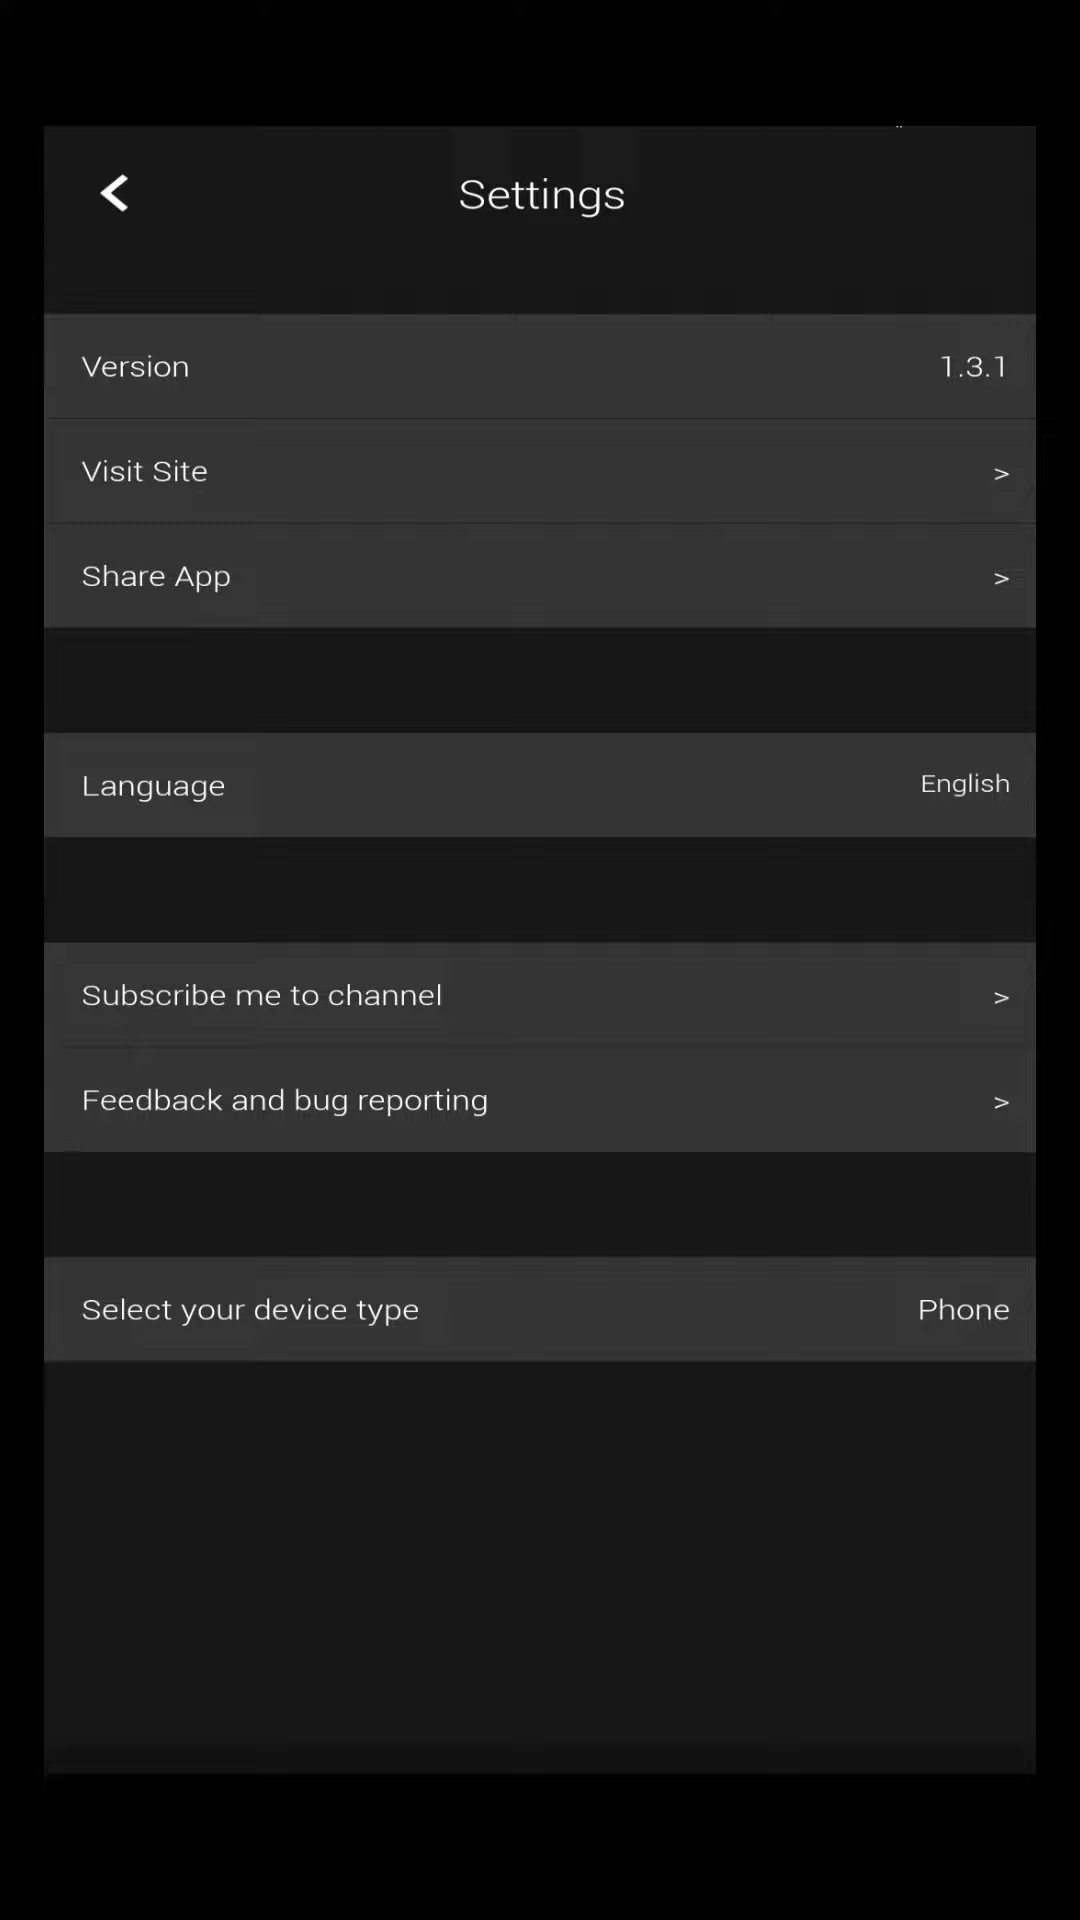 Settings
Version 1.3.1
Visit Site >
Share App >
Language English
Subscribe me to channel >
Feedback and bug reporting >
Select your device type Phone